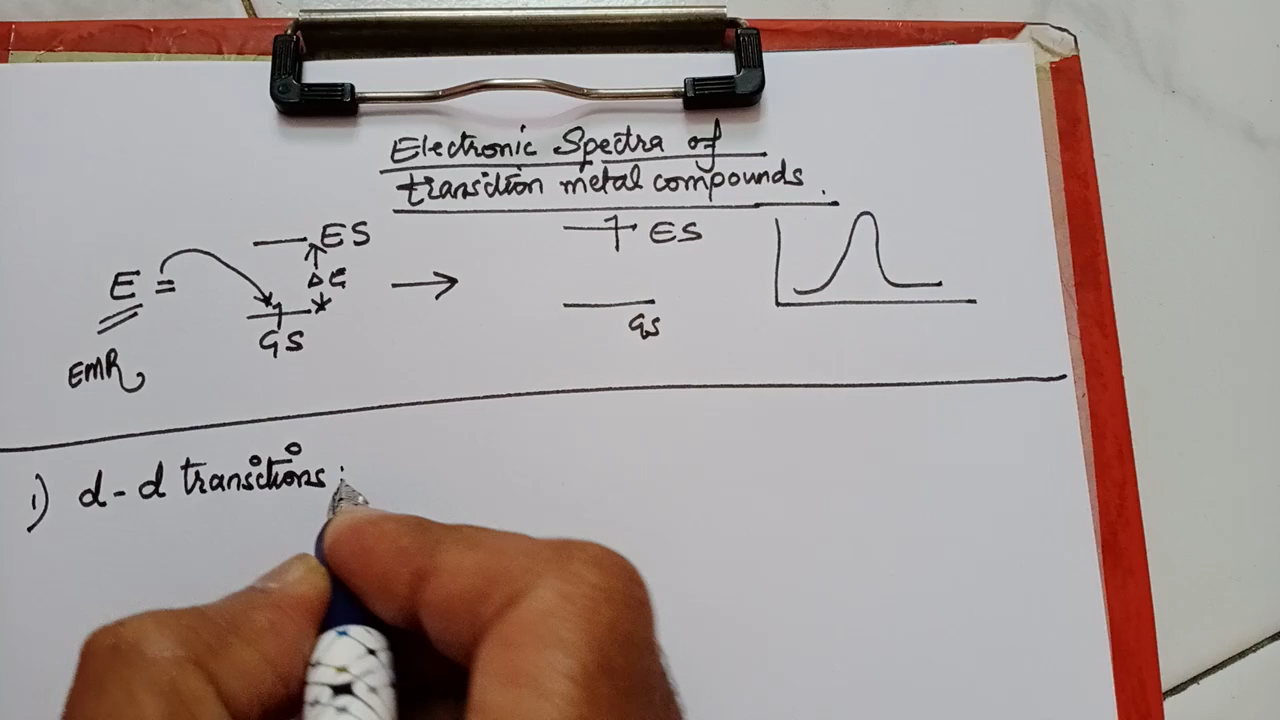 Electronic Spectra of
transition metal compounds.
ES
ES
E =
ΔE
GS
GS
EMR
1) d-d transitions: